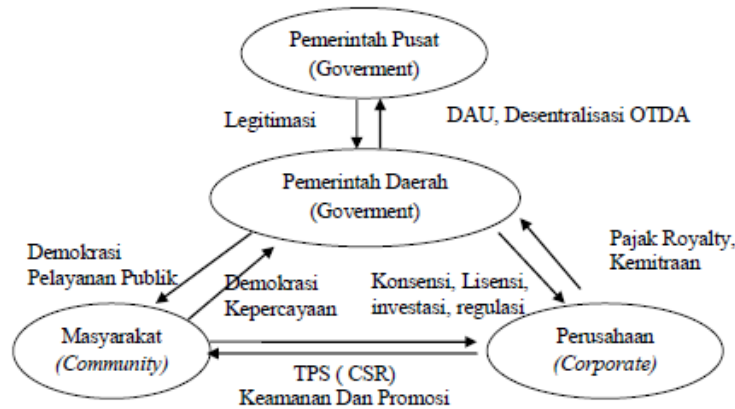 Pemerintah Pusat
(Goverment)
Legitimasi
DAU, Desentralisasi OTDA
Pemerintah Daerah
(Goverment)
Demokrasi
Pelayanan Publik
Demokrasi
Kepercayaan
Konsensi, Lisensi,
investasi, regulasi
Pajak Royalty,
Kemitraan
Masyarakat
(Community)
Perusahaan
(Corporate)
TPS ( CSR)
Keamanan Dan Promosi